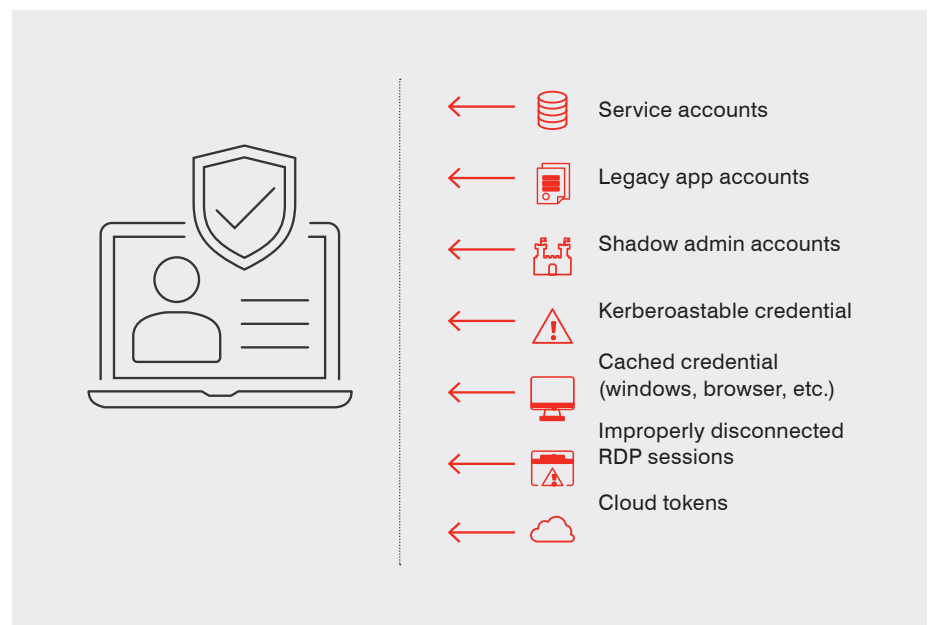 Service accounts
Legacy app accounts
Shadow admin accounts
Kerberoastable credential
Cached credential
(windows, browser, etc.)
Improperly disconnected
RDP sessions
Cloud tokens